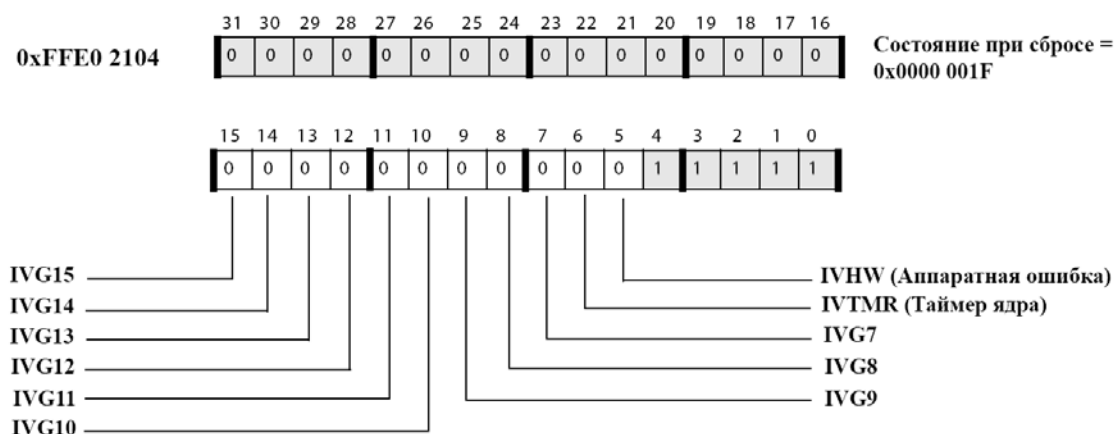 31 30 29 28 27 26 25 24 23 22 21 20 19 18 17 16
0xFFE0 2104 0 0 0 0 0 0 0 0 0 0 0 0 0 0 0 0 Состояние при сбросе =
0x0000 001F
15 14 13 12 11 10 9 8 7 6 5 4 3 2 1 0
0 0 0 0 0 0 0 0 0 0 0 1 1 1 1 1
IVG15 IVHW (Аппаратная ошибка)
IVG14 IVTMR (Таймер ядра)
IVG13 IVG7
IVG12 IVG8
IVG11 IVG9
IVG10